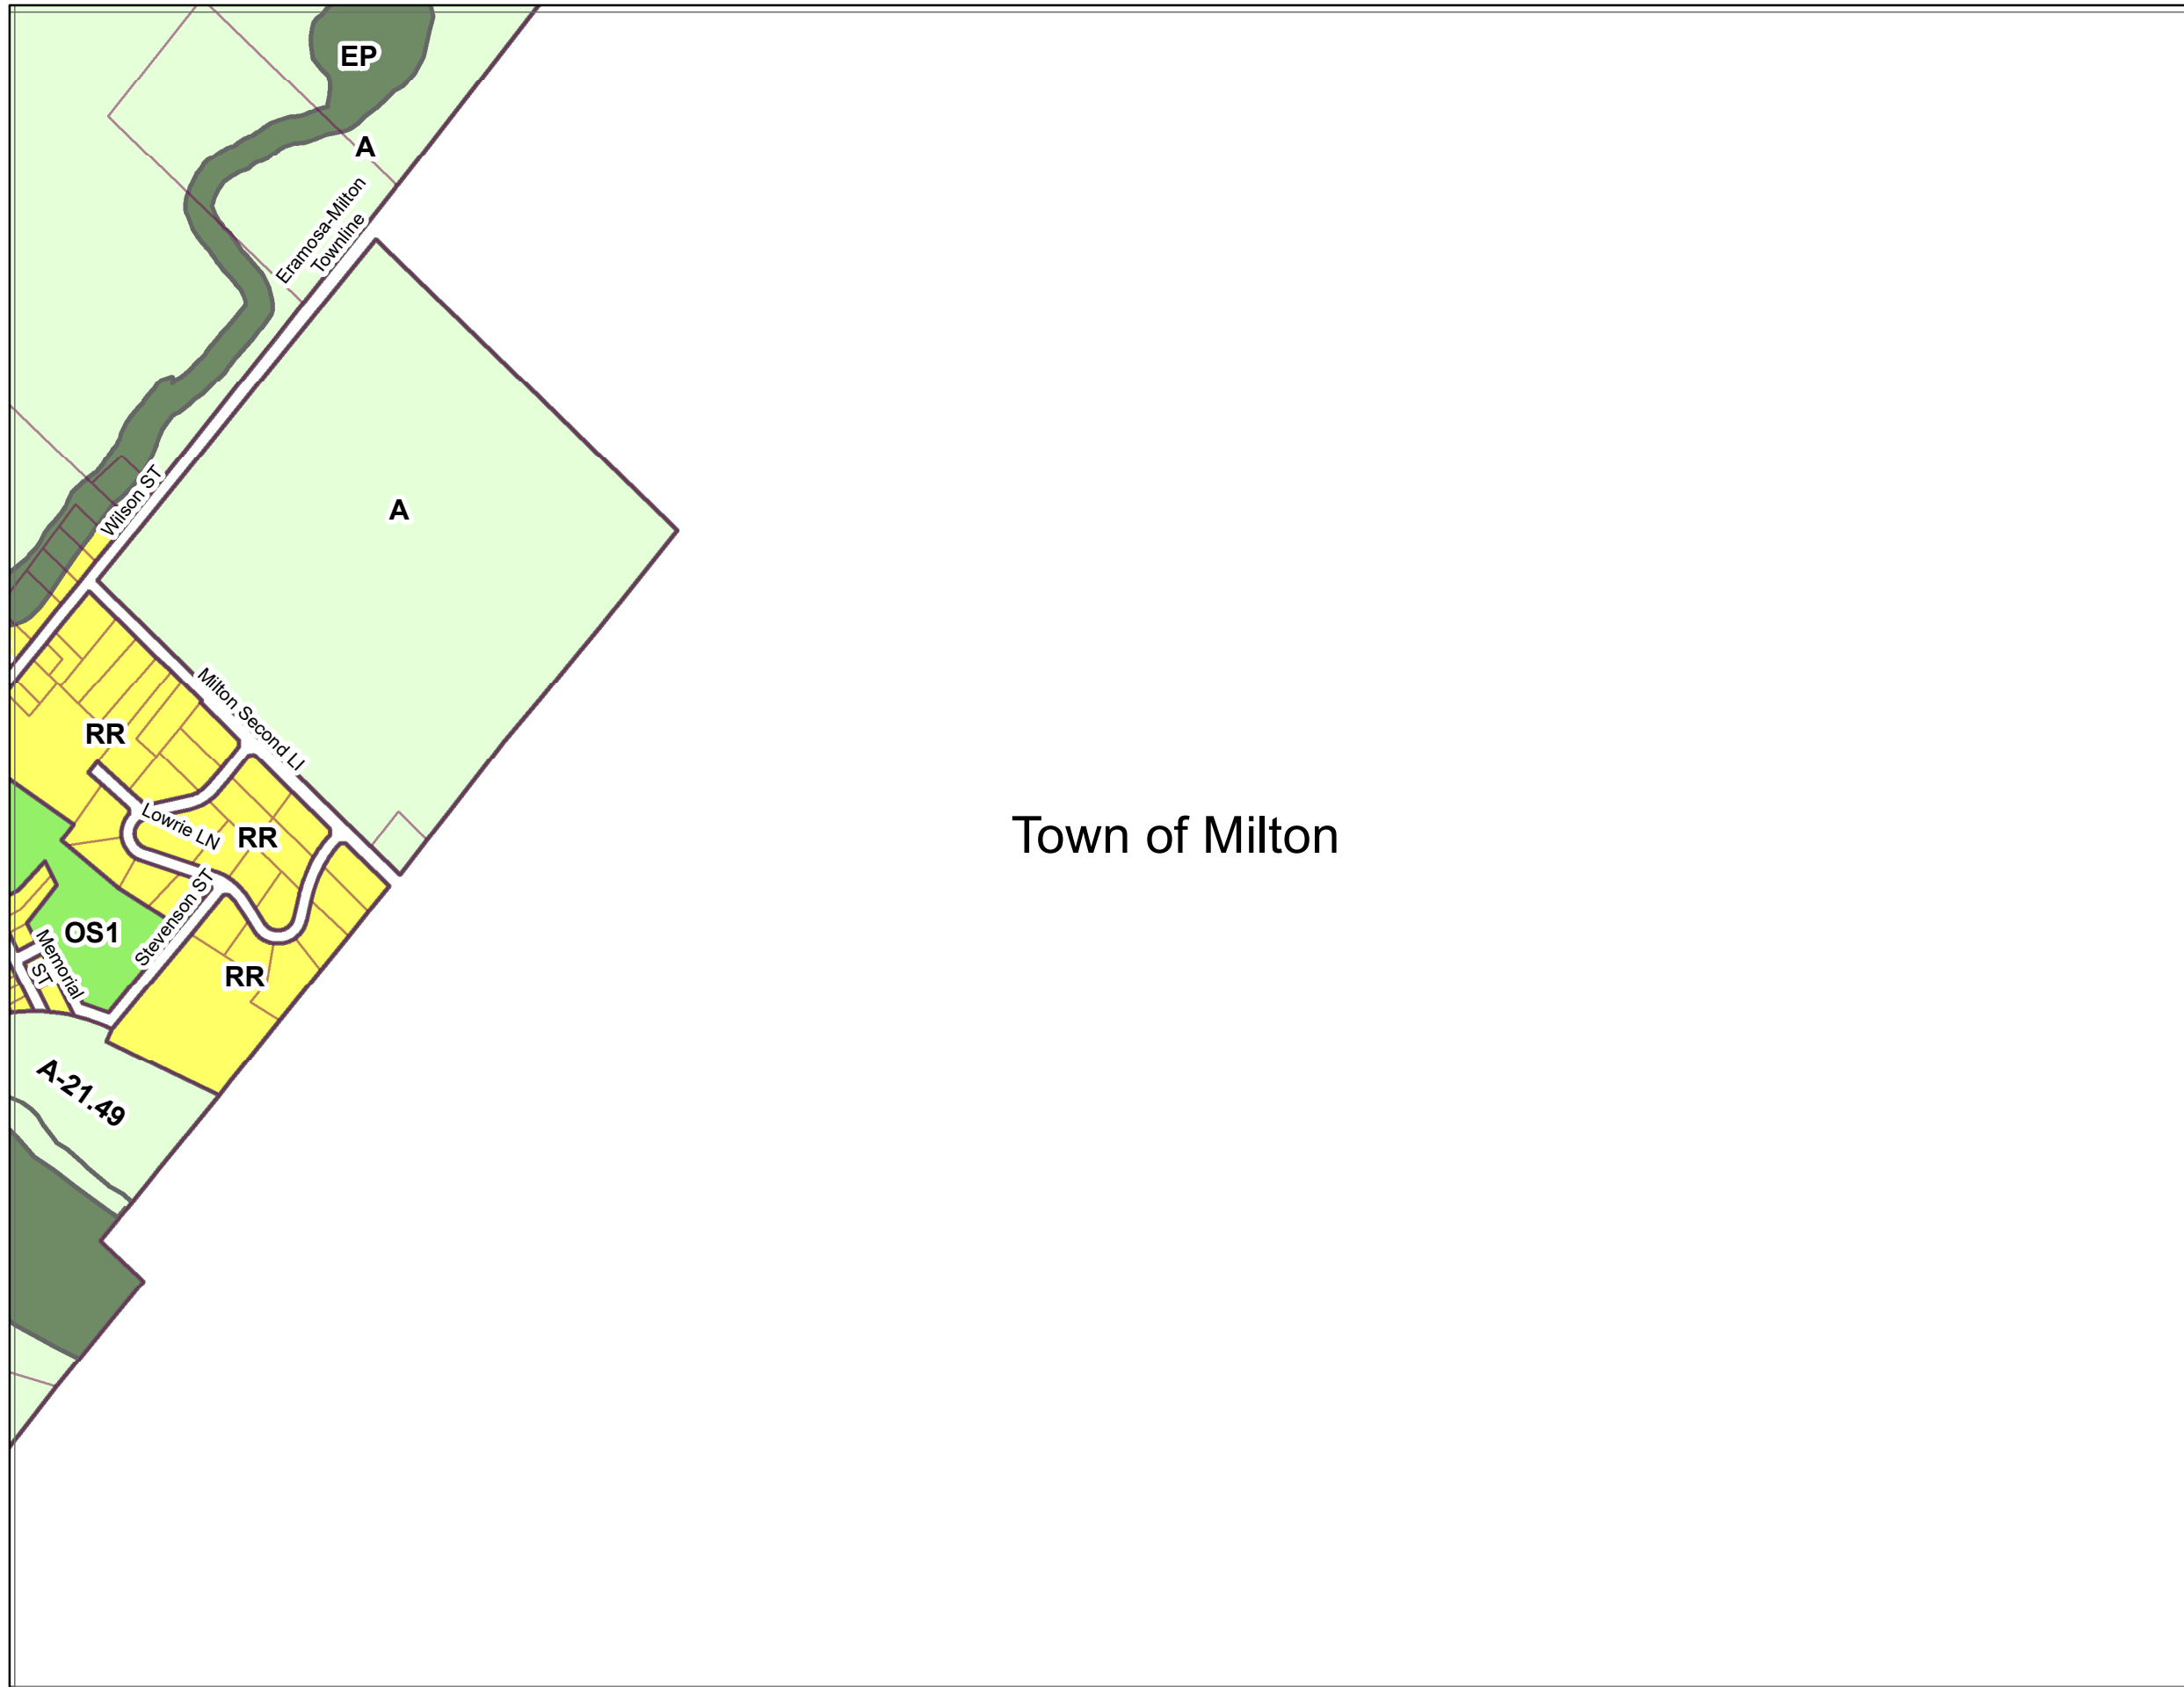 EP
A
Eramosa-Milton
Townline
Wilson ST
A
Milton Second LI
RR
Lowrie LN
RR
Town of Milton
Stevenson ST
OS1
Memorial
ST
RR
A-21.49